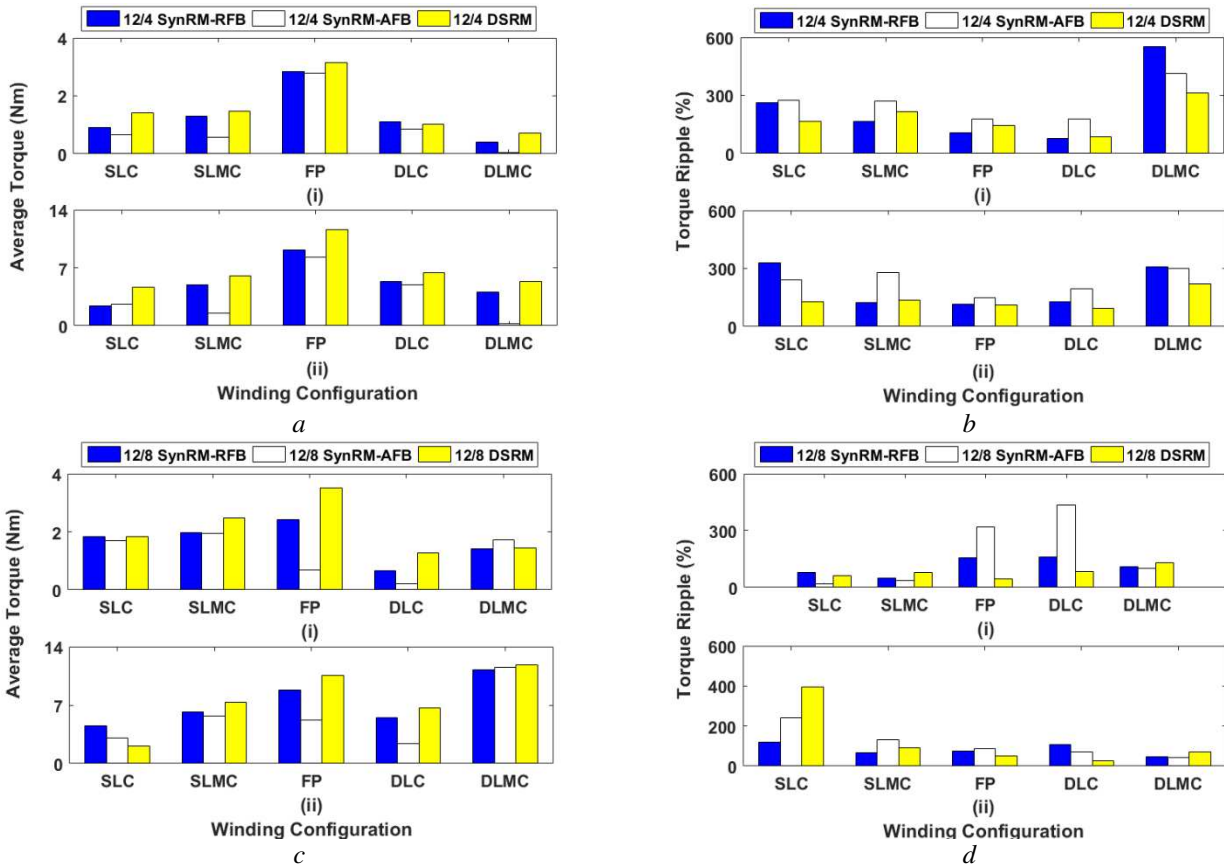 12/4 SynRM-RFB 12/4 SynRM-AFB 12/4 DSRM
Average Torque (Nm)
4
2
0
SLC SLMC FP DLC DLMC
(i)
14
7
0
SLC SLMC FP DLC DLMC
(ii)
Winding Configuration
a
12/4 SynRM-RFB 12/4 SynRM-AFB 12/4 DSRM
Torque Ripple (%)
600
300
0
SLC SLMC FP DLC DLMC
(i)
600
300
0
SLC SLMC FP DLC DLMC
(ii)
Winding Configuration
b
12/8 SynRM-RFB 12/8 SynRM-AFB 12/8 DSRM
Average Torque (Nm)
4
2
0
SLC SLMC FP DLC DLMC
(i)
14
7
0
SLC SLMC FP DLC DLMC
(ii)
Winding Configuration
c
12/8 SynRM-RFB 12/8 SynRM-AFB 12/8 DSRM
Torque Ripple (%)
600
300
0
SLC SLMC FP DLC DLMC
(i)
600
400
200
0
SLC SLMC FP DLC DLMC
(ii)
Winding Configuration
d